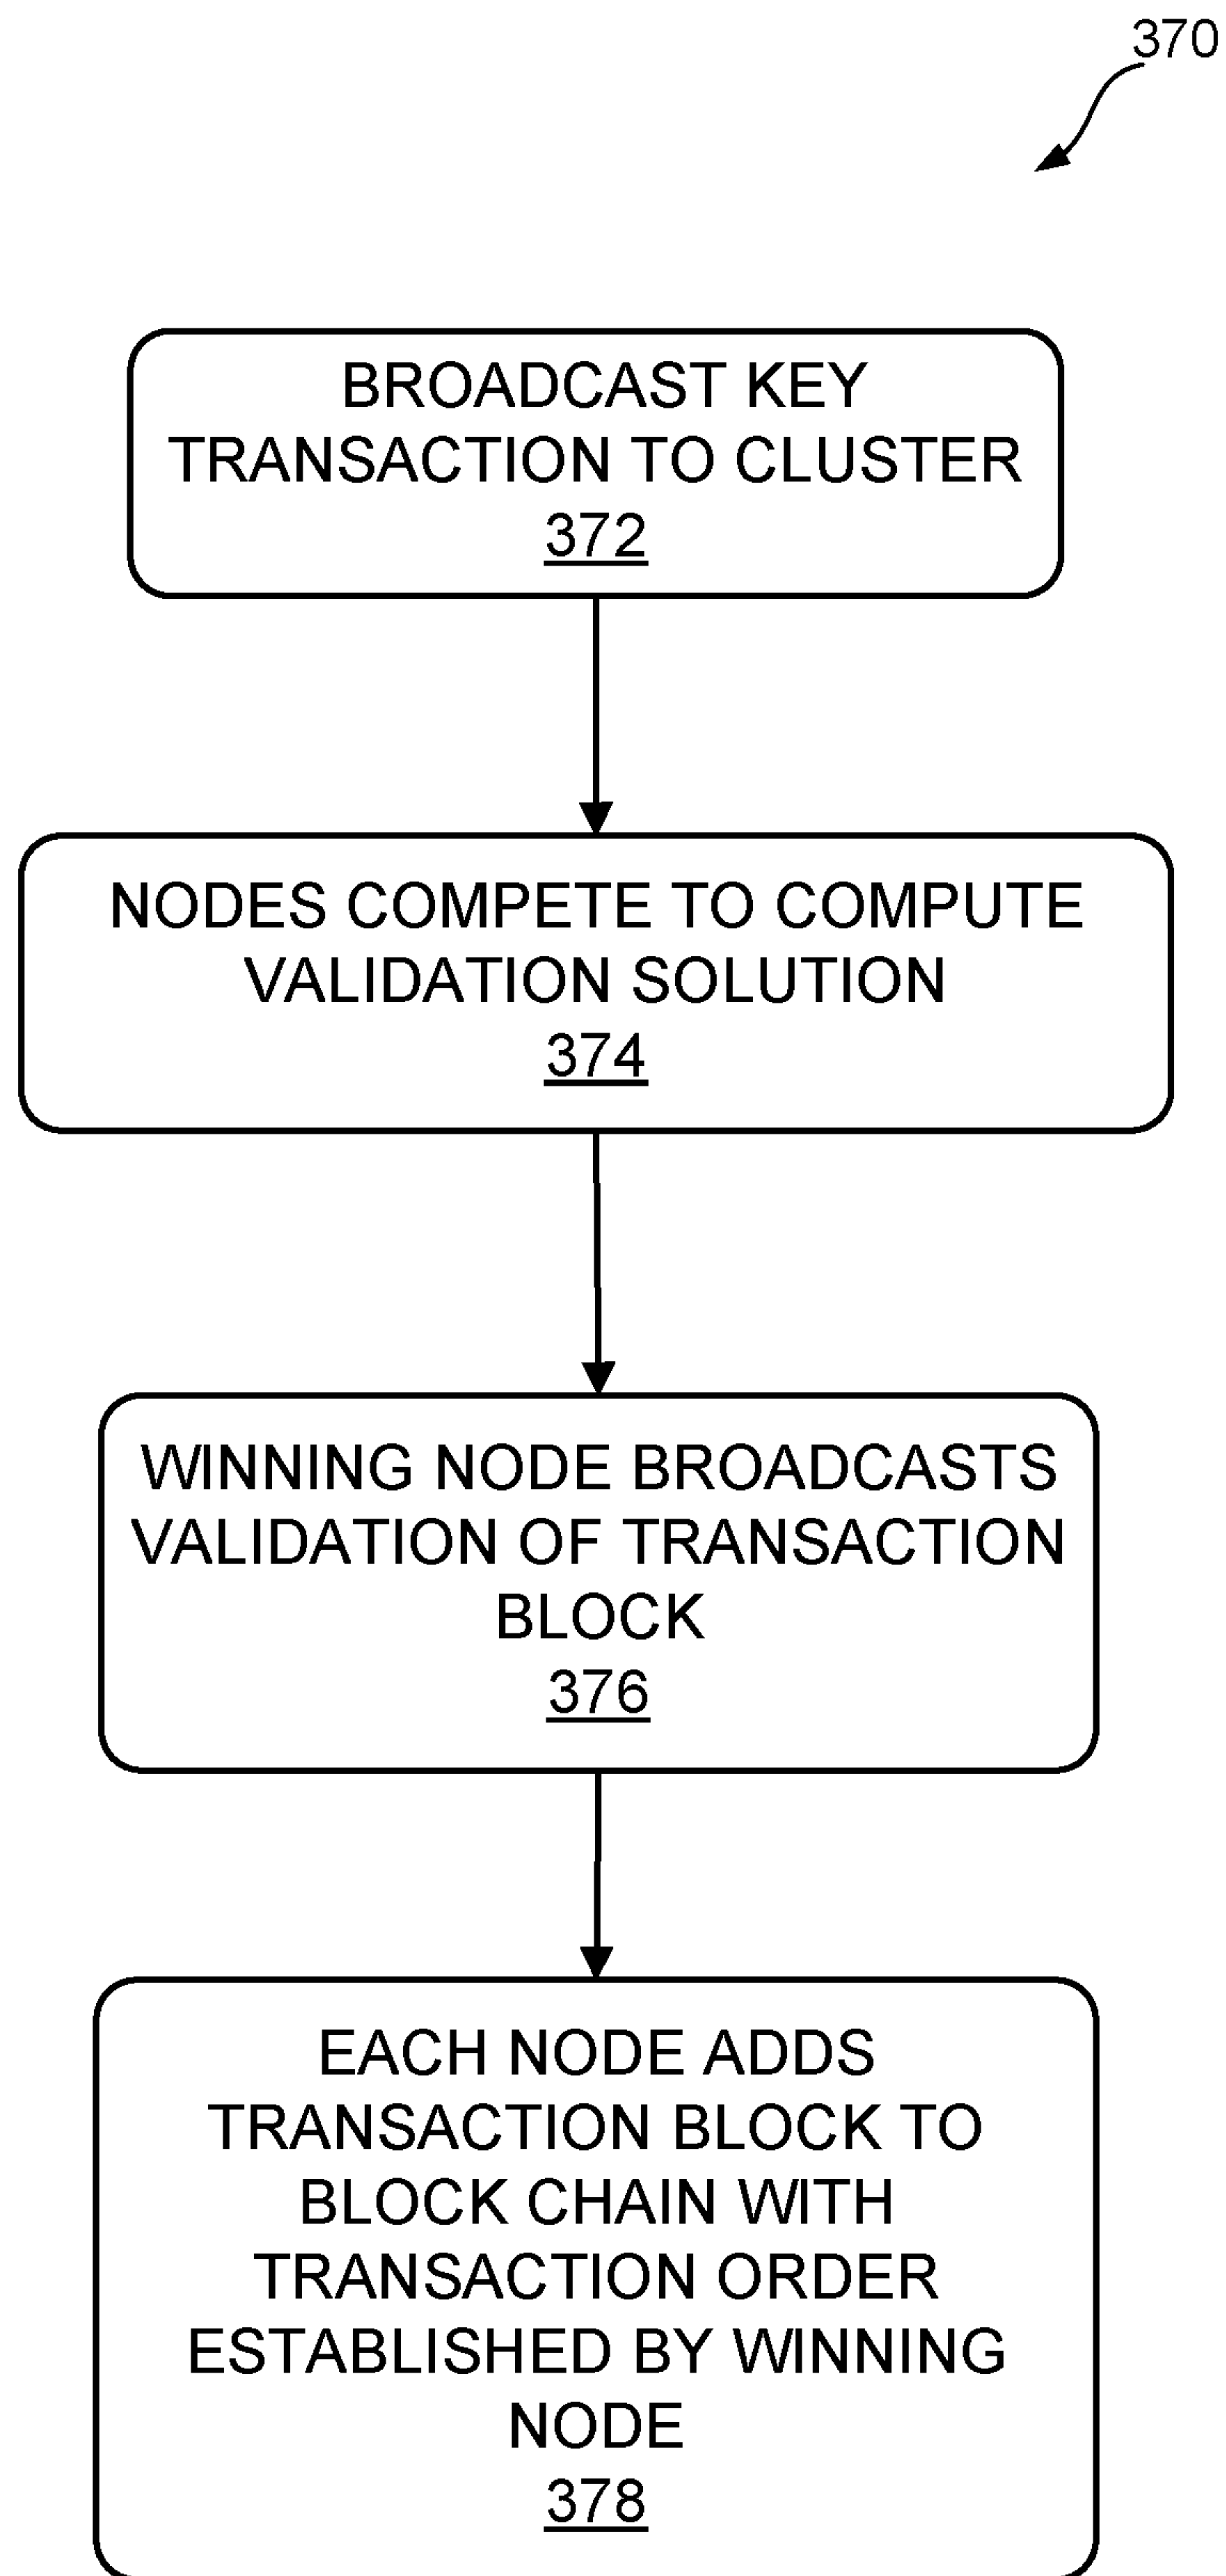 370
BROADCAST KEY
TRANSACTION TO CLUSTER
372
NODES COMPETE TO COMPUTE
VALIDATION SOLUTION
374
WINNING NODE BROADCASTS
VALIDATION OF TRANSACTION
BLOCK
376
EACH NODE ADDS
TRANSACTION BLOCK TO
BLOCK CHAIN WITH
TRANSACTION ORDER
ESTABLISHED BY WINNING
NODE
378